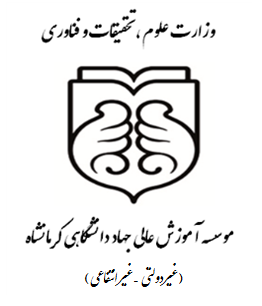 وزارت علوم ، تحقیقات و فناوری
موسسه آموزش عالی جهاد دانشگاهی کرمانشاه
(غیردولتی - غیرانتفاعی)